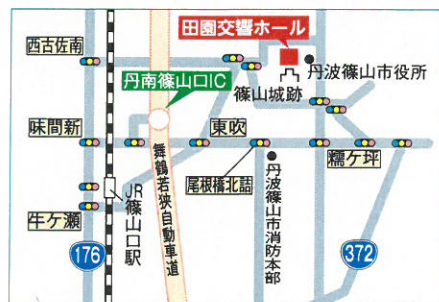 田園交響ホール
西古佐南
丹波篠山市役所
丹南篠山口IC
篠山城跡
味間新
東吹
糯ケ坪
尾根橋北詰
舞鶴若狭自動車道
JR篠山口駅
丹波篠山市消防本部
牛ケ瀬
176
372